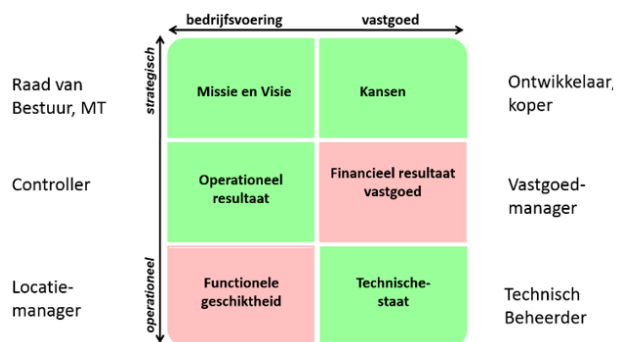 bedrijfsvoering vastgoed
strategisch
Raad van
Bestuur, MT
Missie en Visie
Kansen
Ontwikkelaar,
koper
Controller
Operationeel
resultaat
Financieel resultaat
vastgoed
Vastgoed-
manager
operationeel
Locatie-
manager
Functionele
geschiktheid
Technische-
staat
Technisch
Beheerder